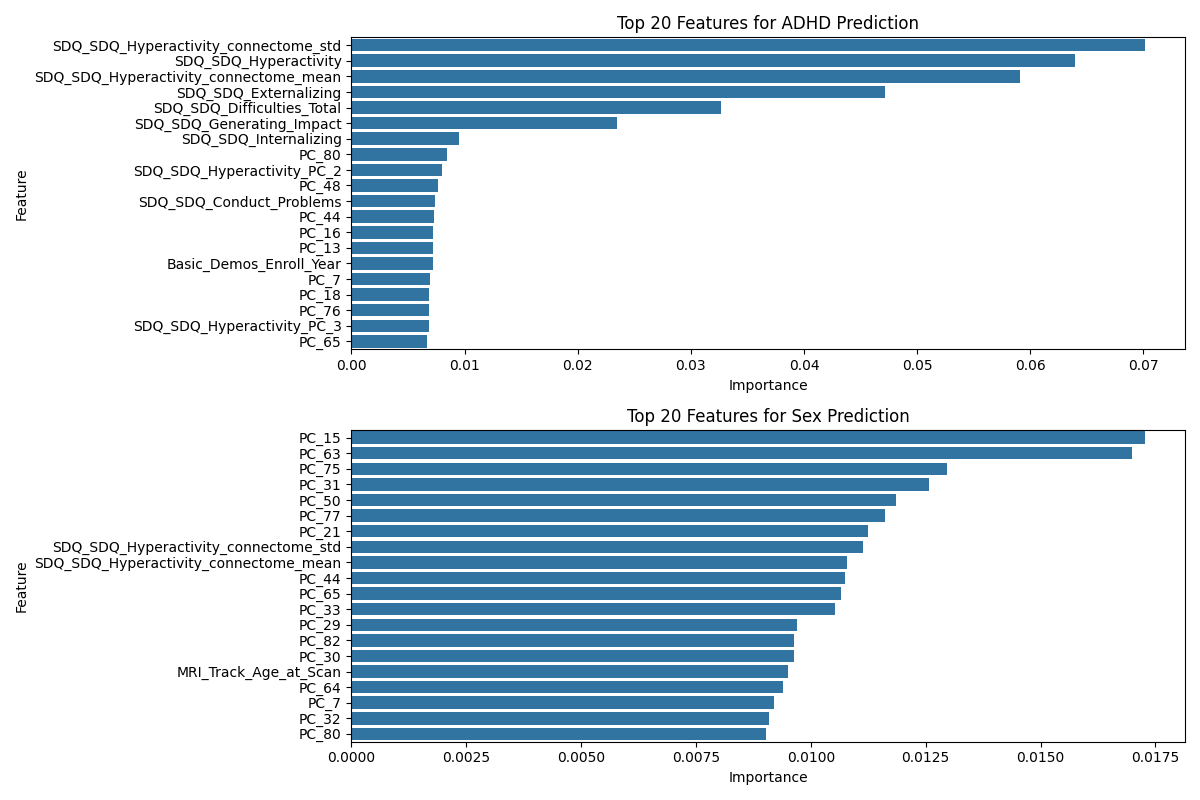 Top 20 Features for ADHD Prediction
SDQ_SDQ_Hyperactivity_connectome_std
SDQ_SDQ_Hyperactivity
SDQ_SDQ_Hyperactivity_connectome_mean
SDQ_SDQ_Externalizing
SDQ_SDQ_Difficulties_Total
SDQ_SDQ_Generating_Impact
SDQ_SDQ_Internalizing
PC_80
SDQ_SDQ_Hyperactivity_PC_2
PC_48
SDQ_SDQ_Conduct_Problems
PC_44
PC_16
PC_13
Basic_Demos_Enroll_Year
PC_7
PC_18
PC_76
SDQ_SDQ_Hyperactivity_PC_3
PC_65
Feature
0.00 0.01 0.02 0.03 0.04 0.05 0.06 0.07
Importance
Top 20 Features for Sex Prediction
PC_15
PC_63
PC_75
PC_31
PC_50
PC_77
PC_21
SDQ_SDQ_Hyperactivity_connectome_std
SDQ_SDQ_Hyperactivity_connectome_mean
PC_44
PC_65
PC_33
PC_29
PC_82
PC_30
MRI_Track_Age_at_Scan
PC_64
PC_7
PC_32
PC_80
Feature
0.0000 0.0025 0.0050 0.0075 0.0100 0.0125 0.0150 0.0175
Importance